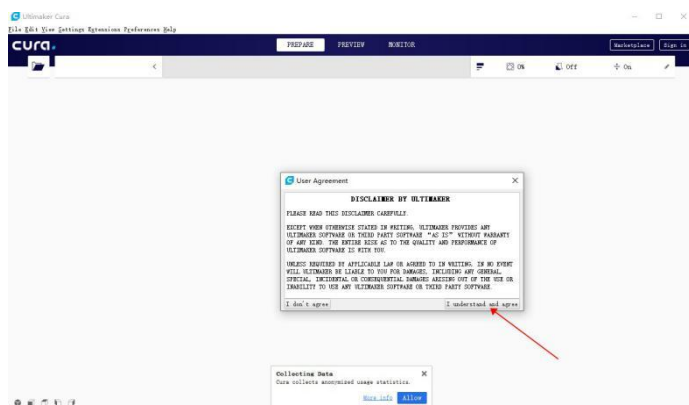 Ultimaker Cura
File Edit View Settings Extensions Preferences Help
cura.
PREPARE PREVIEW MONITOR
Marketplace Sign in
0% Off On
User Agreement
DISCLAIMER BY ULTIMAKER
PLEASE READ THIS DISCLAIMER CAREFULLY.
EXCEPT WHEN OTHERWISE STATED IN WRITING, ULTIMAKER PROVIDES ANY
ULTIMAKER SOFTWARE OR THIRD PARTY SOFTWARE "AS IS" WITHOUT WARRANTY
OF ANY KIND. THE ENTIRE RISK AS TO THE QUALITY AND PERFORMANCE OF
ULTIMAKER SOFTWARE IS WITH YOU.
UNLESS REQUIRED BY APPLICABLE LAW OR AGREED TO IN WRITING, IN NO EVENT
WILL ULTIMAKER BE LIABLE TO YOU FOR DAMAGES, INCLUDING ANY GENERAL,
SPECIAL, INCIDENTAL OR CONSEQUENTIAL DAMAGES ARISING OUT OF THE USE OR
INABILITY TO USE ANY ULTIMAKER SOFTWARE OR THIRD PARTY SOFTWARE.
I don't agree I understand and agree
Collecting Data
Cura collects anonymized usage statistics.
More info Allow